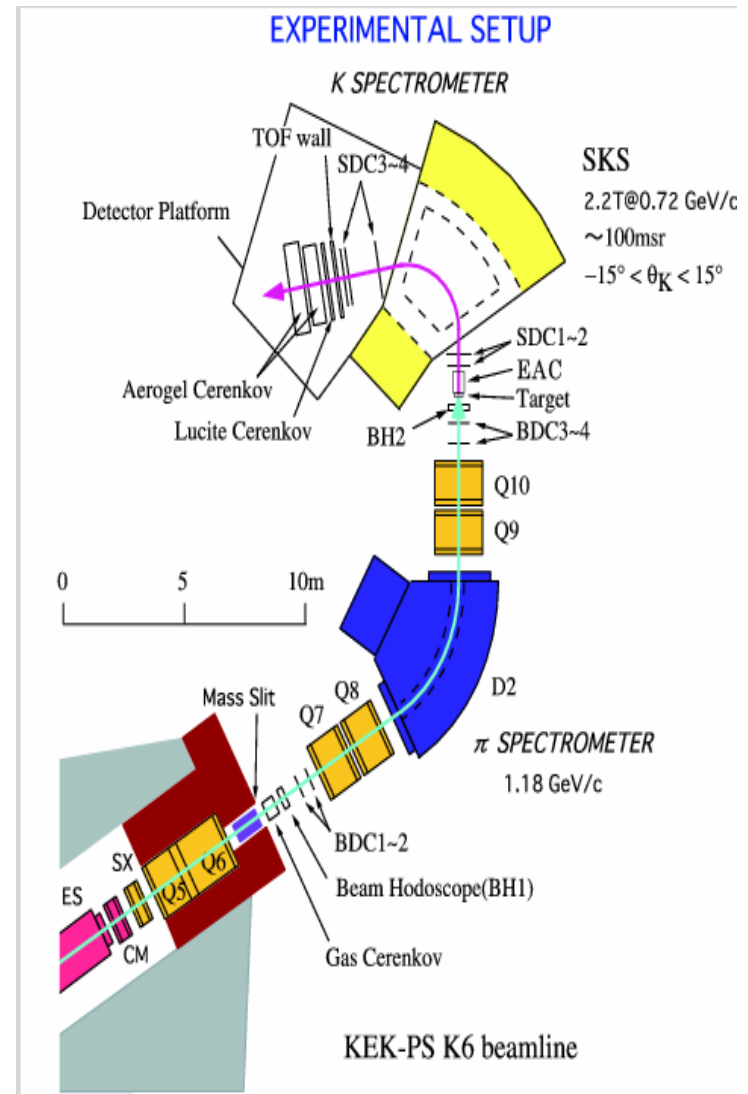 EXPERIMENTAL SETUP
K SPECTROMETER
TOF wall
SDC3~4
SKS
2.2T@0.72 GeV/c
~100msr
−15° < θK < 15°
Detector Platform
SDC1~2
EAC
Target
Aerogel Cerenkov
Lucite Cerenkov
BH2
BDC3~4
Q10
Q9
0 5 10m
D2
Mass Slit
Q7
Q8
π SPECTROMETER
1.18 GeV/c
BDC1~2
SX
Q5
Q6
Beam Hodoscope(BH1)
ES
CM
Gas Cerenkov
KEK-PS K6 beamline